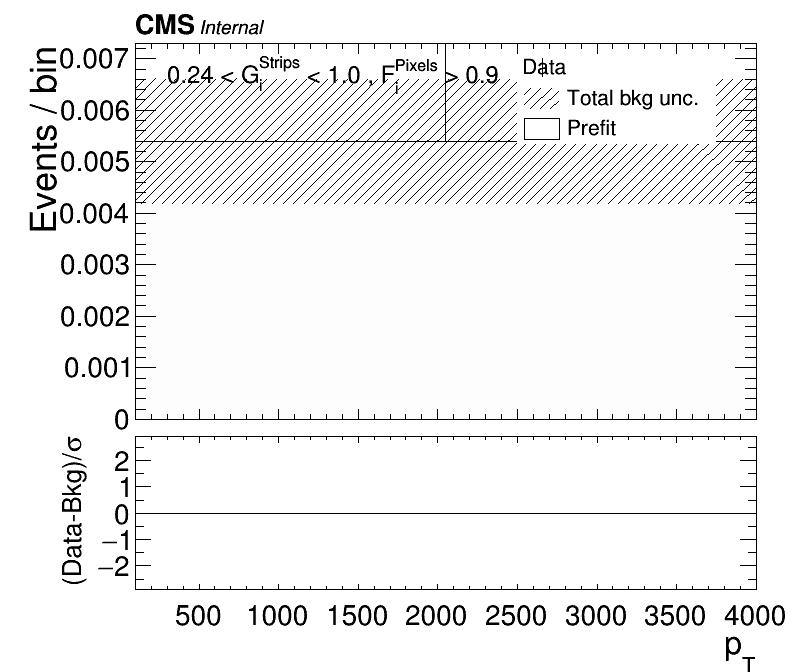 CMS Internal
Events / bin
0.007
0.006
0.005
0.004
0.003
0.002
0.001
0
0.24 < G_i^Strips < 1.0 , F_i^Pixels > 0.9
Data
Total bkg unc.
Prefit
(Data-Bkg)/σ
2
1
0
−1
−2
500 1000 1500 2000 2500 3000 3500 4000
p_T